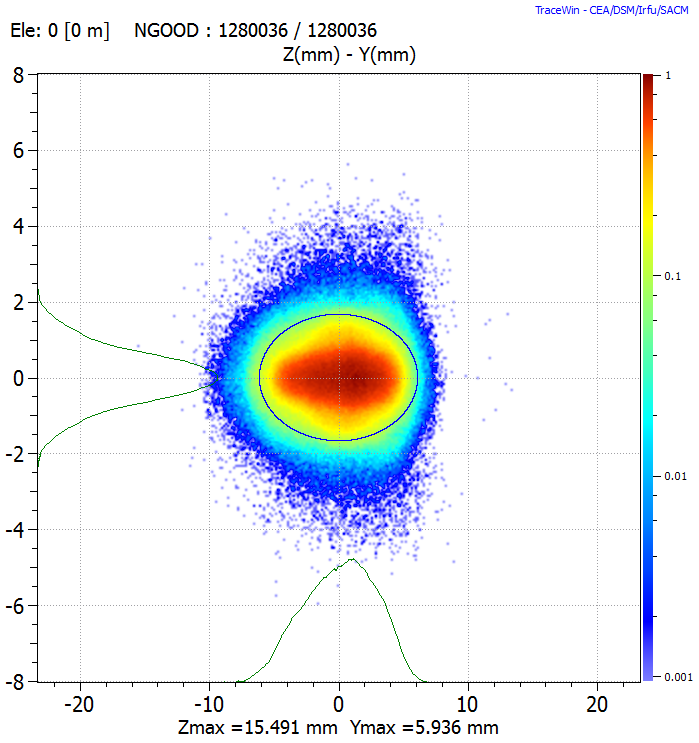 TraceWin - CEA/DSM/Irfu/SACM
Ele: 0 [0 m] NGOOD : 1280036 / 1280036
Z(mm) - Y(mm)
8
6
4
2
0
-2
-4
-6
-8
1
0.1
0.01
0.001
-20 -10 0 10 20
Zmax =15.491 mm Ymax =5.936 mm